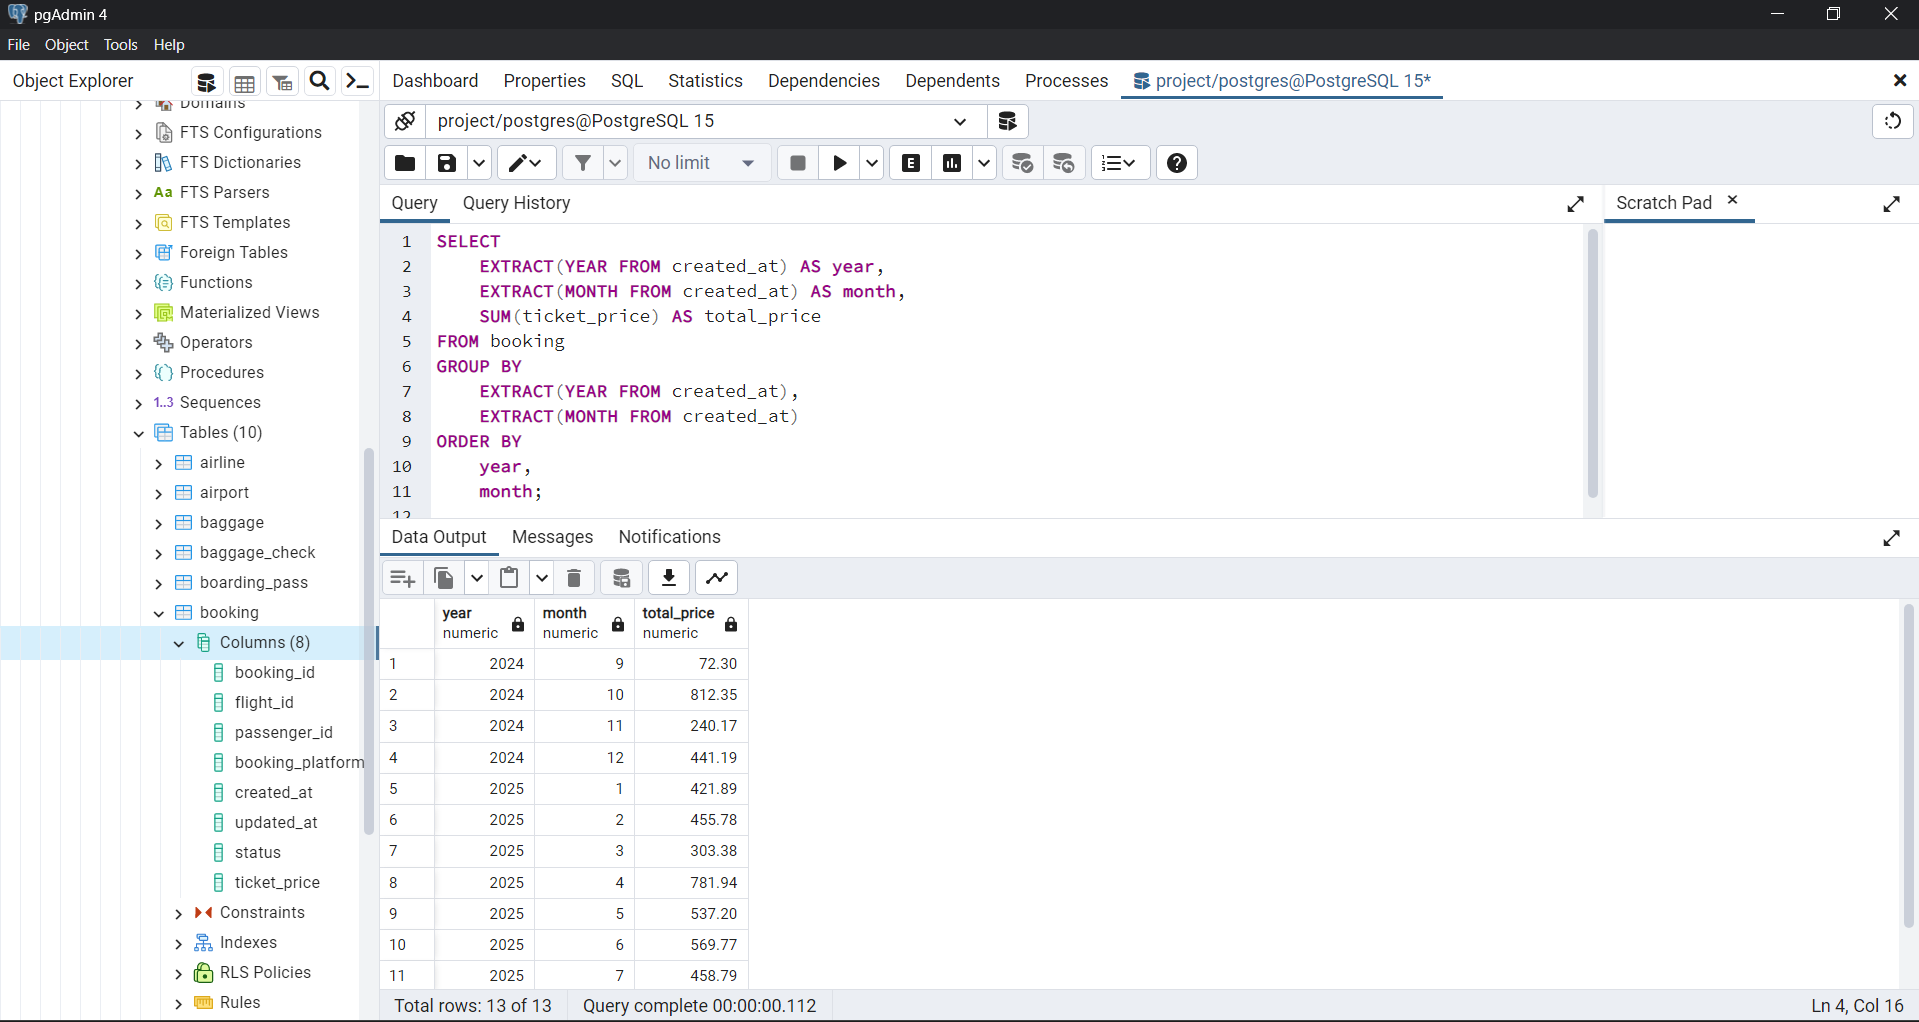 pgAdmin 4
File Object Tools Help
Object Explorer
Dashboard Properties SQL Statistics Dependencies Dependents Processes project/postgres@PostgreSQL 15*
Domains
FTS Configurations
FTS Dictionaries
Aa FTS Parsers
FTS Templates
Foreign Tables
Functions
Materialized Views
Operators
Procedures
1..3 Sequences
Tables (10)
airline
airport
baggage
baggage_check
boarding_pass
booking
Columns (8)
booking_id
flight_id
passenger_id
booking_platform
created_at
updated_at
status
ticket_price
Constraints
Indexes
RLS Policies
Rules
project/postgres@PostgreSQL 15
No limit
E
Query Query History
Scratch Pad
1 SELECT
2 EXTRACT(YEAR FROM created_at) AS year,
3 EXTRACT(MONTH FROM created_at) AS month,
4 SUM(ticket_price) AS total_price
5 FROM booking
6 GROUP BY
7 EXTRACT(YEAR FROM created_at),
8 EXTRACT(MONTH FROM created_at)
9 ORDER BY
10 year,
11 month;
12
Data Output Messages Notifications
year month total_price
numeric numeric numeric
1 2024 9 72.30
2 2024 10 812.35
3 2024 11 240.17
4 2024 12 441.19
5 2025 1 421.89
6 2025 2 455.78
7 2025 3 303.38
8 2025 4 781.94
9 2025 5 537.20
10 2025 6 569.77
11 2025 7 458.79
Total rows: 13 of 13 Query complete 00:00:00.112 Ln 4, Col 16